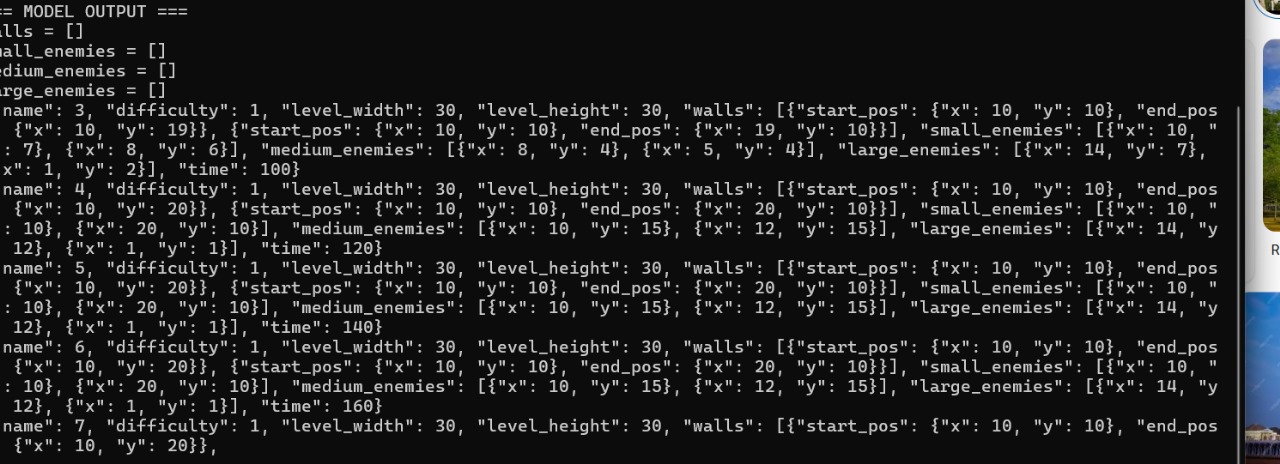 == MODEL OUTPUT ===
alls = []
mall_enemies = []
edium_enemies = []
arge_enemies = []
name": 3, "difficulty": 1, "level_width": 30, "level_height": 30, "walls": [{"start_pos": {"x": 10, "y": 10}, "end_pos
{"x": 10, "y": 19}}, {"start_pos": {"x": 10, "y": 10}, "end_pos": {"x": 19, "y": 10}}], "small_enemies": [{"x": 10, "
: 7}, {"x": 8, "y": 6}], "medium_enemies": [{"x": 8, "y": 4}, {"x": 5, "y": 4}], "large_enemies": [{"x": 14, "y": 7},
x": 1, "y": 2}], "time": 100}
name": 4, "difficulty": 1, "level_width": 30, "level_height": 30, "walls": [{"start_pos": {"x": 10, "y": 10}, "end_pos
{"x": 10, "y": 20}}, {"start_pos": {"x": 10, "y": 10}, "end_pos": {"x": 20, "y": 10}}], "small_enemies": [{"x": 10, "
: 10}, {"x": 20, "y": 10}], "medium_enemies": [{"x": 10, "y": 15}, {"x": 12, "y": 15}], "large_enemies": [{"x": 14, "y
12}, {"x": 1, "y": 1}], "time": 120}
name": 5, "difficulty": 1, "level_width": 30, "level_height": 30, "walls": [{"start_pos": {"x": 10, "y": 10}, "end_pos
{"x": 10, "y": 20}}, {"start_pos": {"x": 10, "y": 10}, "end_pos": {"x": 20, "y": 10}}], "small_enemies": [{"x": 10, "
: 10}, {"x": 20, "y": 10}], "medium_enemies": [{"x": 10, "y": 15}, {"x": 12, "y": 15}], "large_enemies": [{"x": 14, "y
12}, {"x": 1, "y": 1}], "time": 140}
name": 6, "difficulty": 1, "level_width": 30, "level_height": 30, "walls": [{"start_pos": {"x": 10, "y": 10}, "end_pos
{"x": 10, "y": 20}}, {"start_pos": {"x": 10, "y": 10}, "end_pos": {"x": 20, "y": 10}}], "small_enemies": [{"x": 10, "
: 10}, {"x": 20, "y": 10}], "medium_enemies": [{"x": 10, "y": 15}, {"x": 12, "y": 15}], "large_enemies": [{"x": 14, "y
12}, {"x": 1, "y": 1}], "time": 160}
name": 7, "difficulty": 1, "level_width": 30, "level_height": 30, "walls": [{"start_pos": {"x": 10, "y": 10}, "end_pos
{"x": 10, "y": 20}},
R